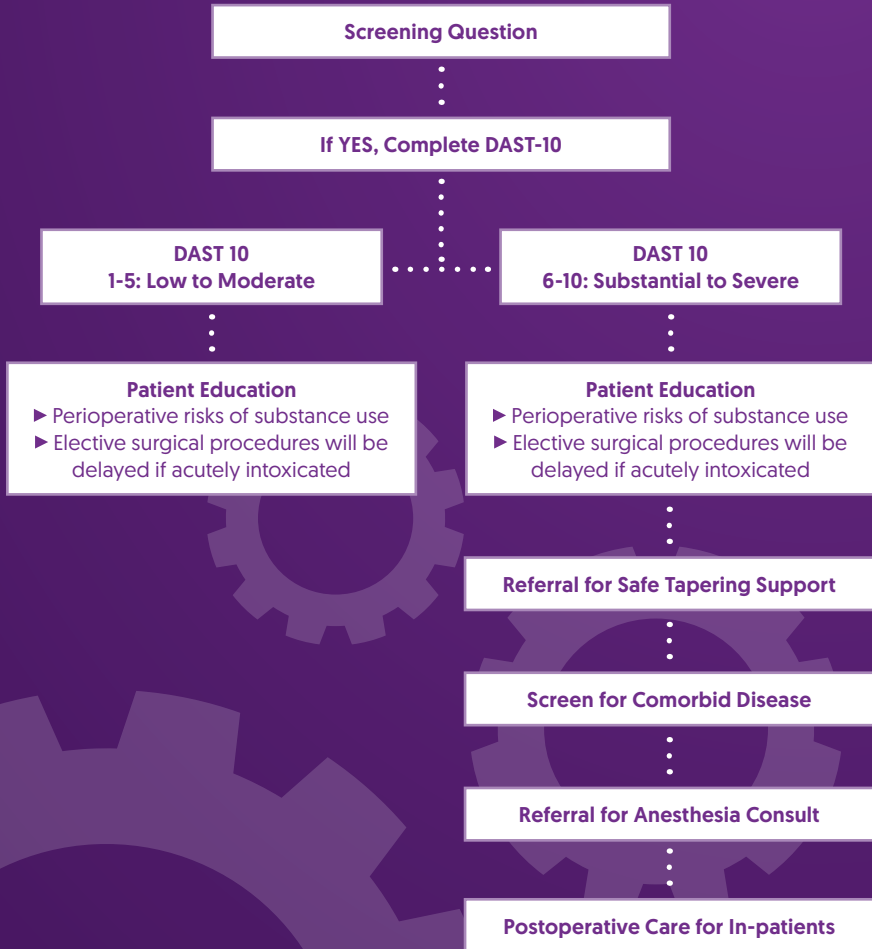 Screening Question
If YES, Complete DAST-10
DAST 10
1-5: Low to Moderate
DAST 10
6-10: Substantial to Severe
Patient Education
▶ Perioperative risks of substance use
▶ Elective surgical procedures will be
delayed if acutely intoxicated
Patient Education
▶ Perioperative risks of substance use
▶ Elective surgical procedures will be
delayed if acutely intoxicated
Referral for Safe Tapering Support
Screen for Comorbid Disease
Referral for Anesthesia Consult
Postoperative Care for In-patients